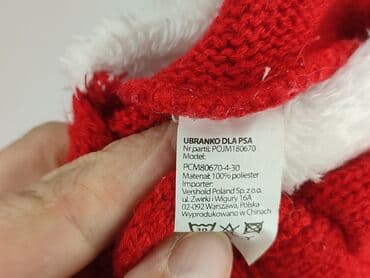 UBRANKO DLA PSA
Nr partii: POJM180670
Model:
PCM80670-4-30
Materiał: 100% poliester
Importer:
Vershold Poland Sp. z o.o.
ul. Żwirki i Wigury 16A
02-092 Warszawa, Polska
Wyprodukowano w Chinach